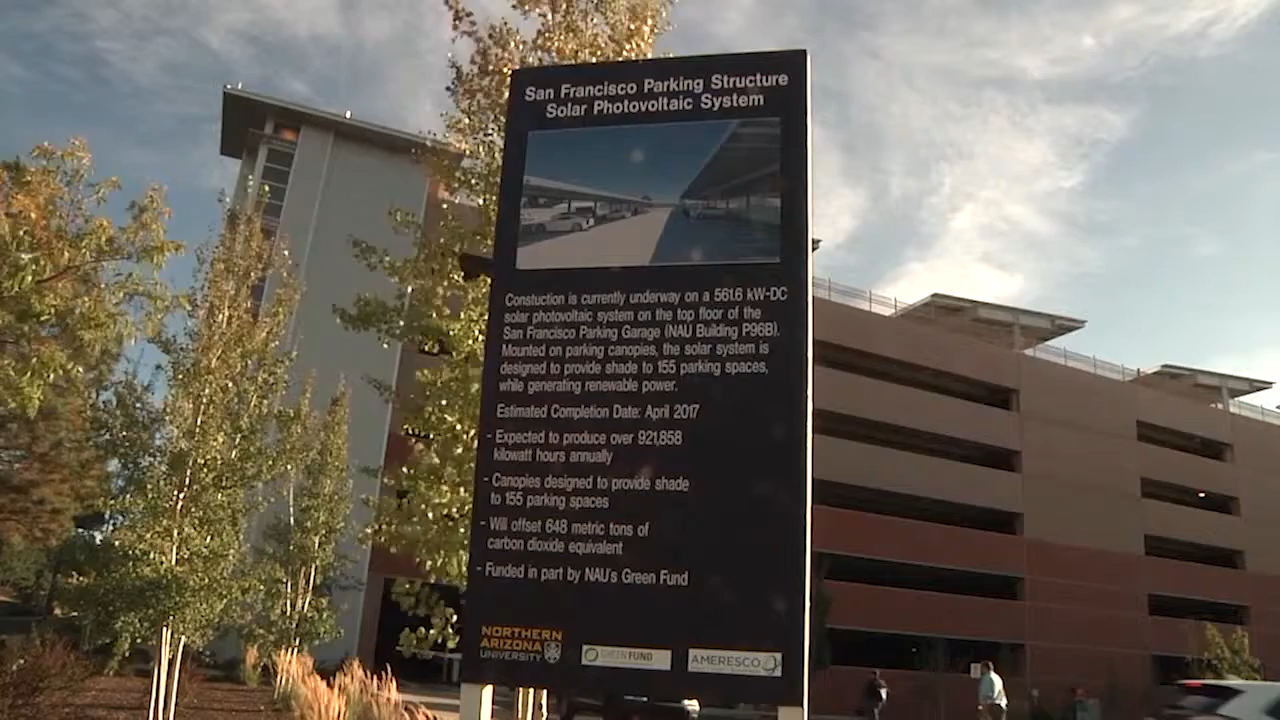 San Francisco Parking Structure
Solar Photovoltaic System
Constuction is currently underway on a 561.6 kW-DC
solar photovoltaic system on the top floor of the
San Francisco Parking Garage (NAU Building P96B).
Mounted on parking canopies, the solar system is
designed to provide shade to 155 parking spaces,
while generating renewable power.
Estimated Completion Date: April 2017
- Expected to produce over 921,858
kilowatt hours annually
- Canopies designed to provide shade
to 155 parking spaces
- Will offset 648 metric tons of
carbon dioxide equivalent
- Funded in part by NAU's Green Fund
NORTHERN
ARIZONA
UNIVERSITY
GREEN FUND
AMERESCO